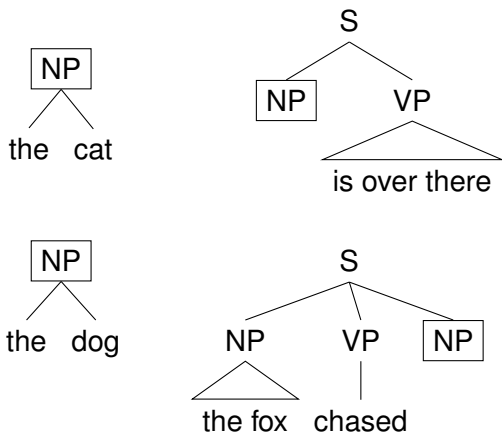 S
NP
NP VP
the cat
is over there
NP
S
the dog
NP VP NP
the fox chased